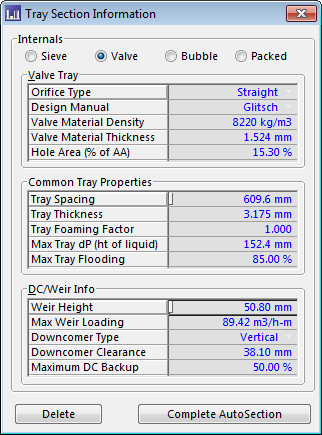 Tray Section Information
Internals
Sieve Valve Bubble Packed
Valve Tray
Orifice Type Straight
Design Manual Glitsch
Valve Material Density 8220 kg/m3
Valve Material Thickness 1.524 mm
Hole Area (% of AA) 15.30 %
Common Tray Properties
Tray Spacing 609.6 mm
Tray Thickness 3.175 mm
Tray Foaming Factor 1.000
Max Tray dP (ht of liquid) 152.4 mm
Max Tray Flooding 85.00 %
DC/Weir Info
Weir Height 50.80 mm
Max Weir Loading 89.42 m3/h-m
Downcomer Type Vertical
Downcomer Clearance 38.10 mm
Maximum DC Backup 50.00 %
Delete Complete AutoSection